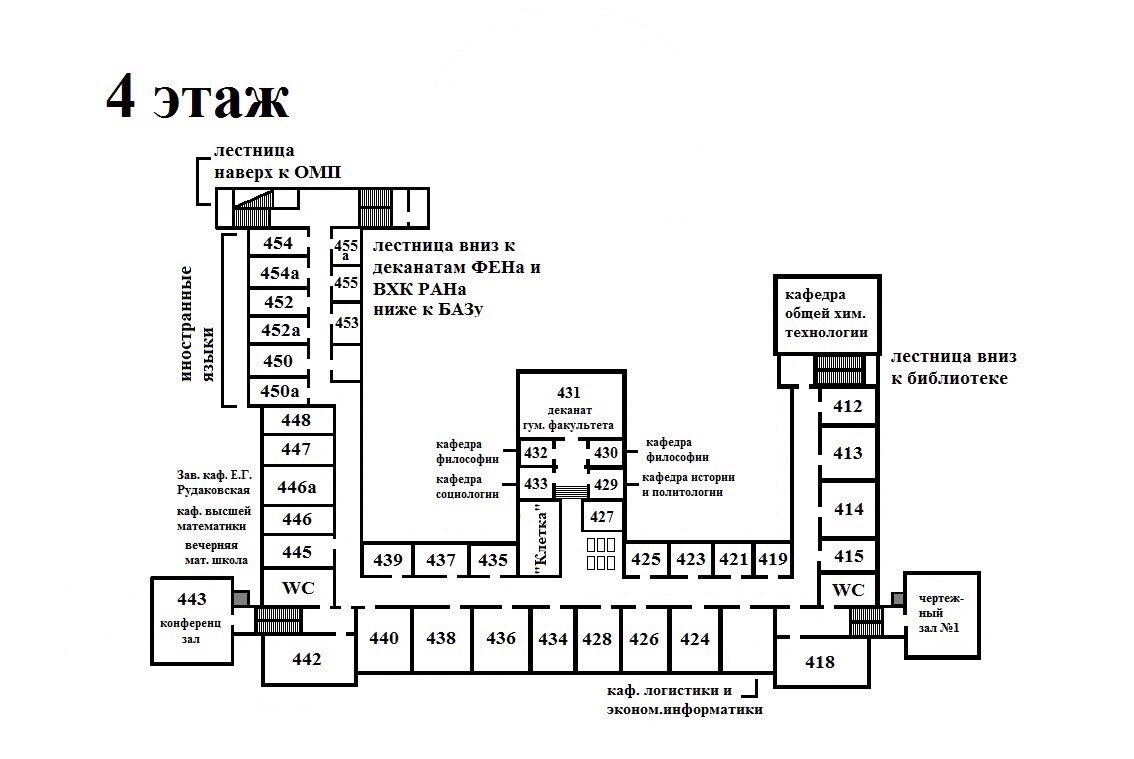 4 этаж
лестница
наверх к ОМП
454
454а
452
452а
450
450а
иностранные
языки
455
а
455
453
лестница вниз к
деканатам ФЕНа и
ВХК РАНа
ниже к БАЗу
448
447
446а
446
445
WC
Зав. каф. Е.Г.
Рудаковская
каф. высшей
математики
вечерняя
мат. школа
443
конференц
зал
442
439
437
435
"Клетка"
431
деканат
гум. факультета
432
430
433
429
427
кафедра
философии
кафедра
социологии
кафедра
философии
кафедра истории
и политологии
425
423
421
419
440
438
436
434
428
426
424
каф. логистики и
эконом.информатики
кафедра
общей хим.
технологии
лестница вниз
к библиотеке
412
413
414
415
WC
418
чертеж-
ный
зал №1